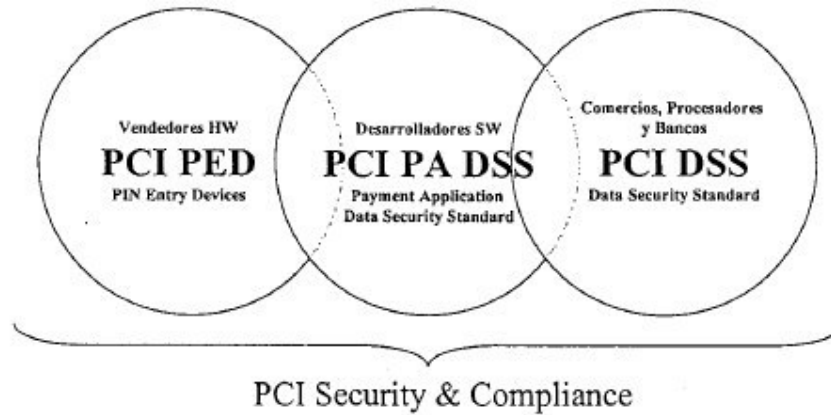 Vendedores HW
PCI PED
PIN Entry Devices
Desarrolladores SW
PCI PA DSS
Payment Application
Data Security Standard
Comercios, Procesadores
y Bancos
PCI DSS
Data Security Standard
PCI Security & Compliance